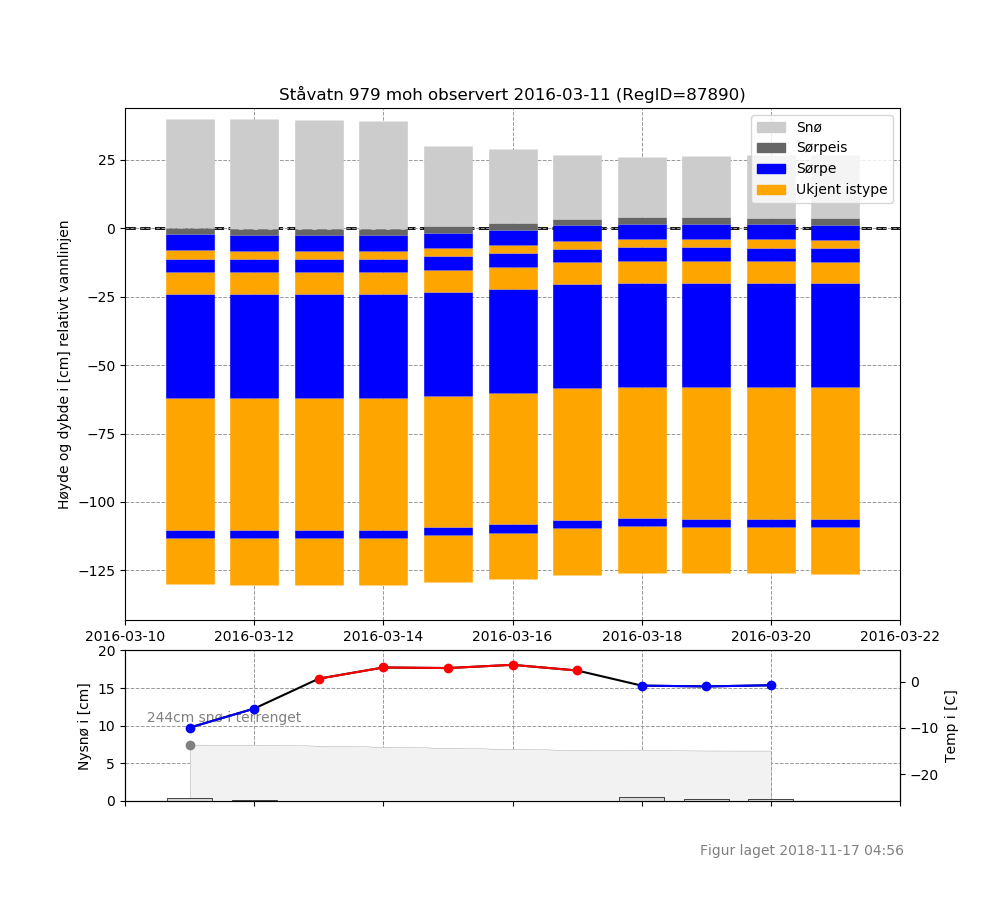 Ståvatn 979 moh observert 2016-03-11 (RegID=87890)
Snø
Sørpeis
Sørpe
Ukjent istype
Høyde og dybde i [cm] relativt vannlinjen
25
0
−25
−50
−75
−100
−125
2016-03-10 2016-03-12 2016-03-14 2016-03-16 2016-03-18 2016-03-20 2016-03-22
Nysnø i [cm]
20
15
10
5
0
244cm snø i terrenget
0
−10
−20
Temp i [C]
Figur laget 2018-11-17 04:56